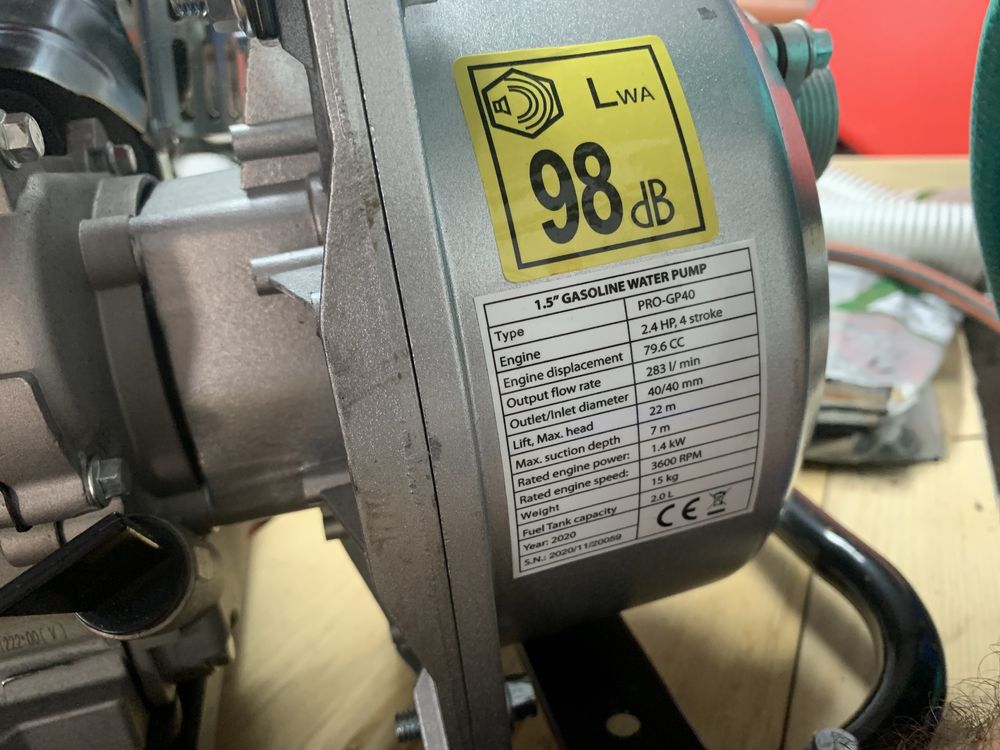 LWA
98 dB
1.5” GASOLINE WATER PUMP
Type PRO-GP40
Engine 2.4 HP, 4 stroke
Engine displacement 79.6 CC
Output flow rate 283 l/ min
Outlet/Inlet diameter 40/40 mm
Lift, Max. head 22 m
Max. suction depth 7 m
Rated engine power: 1.4 kW
Rated engine speed: 3600 RPM
Weight 15 kg
Fuel Tank capacity 2.0 L
Year: 2020 CE
S.N.: 2020/11/20059